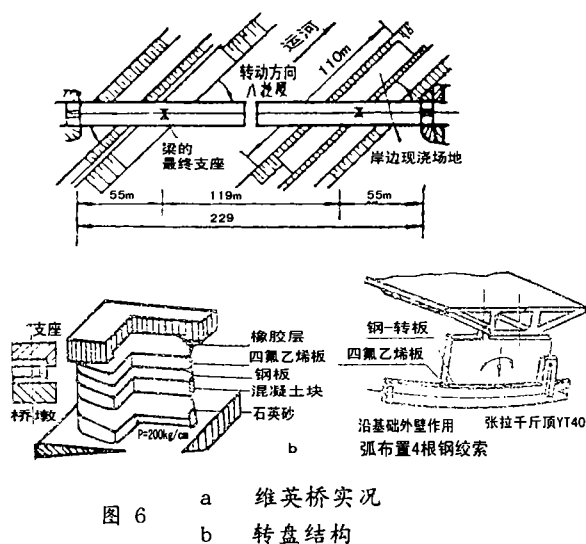 运河
110m
转动方向
梁的
最终支座
岸边现浇场地
55m
119m
55m
229
支座
桥墩
橡胶层
四氟乙烯板
钢板
混凝土块
石英砂
P=200kg/cm
b
钢-转板
四氟乙烯板
沿基础外壁作用
弧布置4根钢绞索
张拉千斤顶YT40
图 6
a 维英桥实况
b 转盘结构